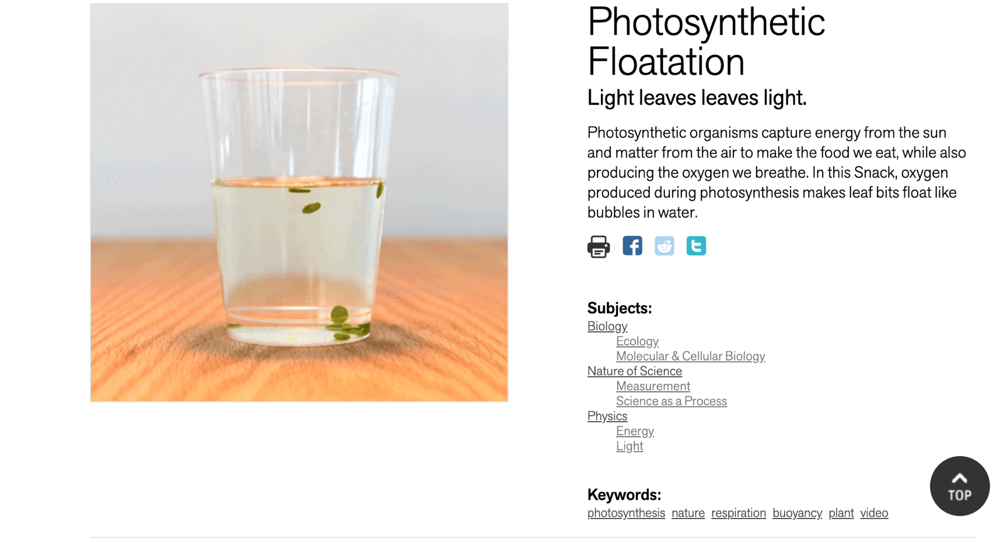 Photosynthetic
Floatation
Light leaves leaves light.
Photosynthetic organisms capture energy from the sun
and matter from the air to make the food we eat, while also
producing the oxygen we breathe. In this Snack, oxygen
produced during photosynthesis makes leaf bits float like
bubbles in water.
Subjects:
Biology
Ecology
Molecular & Cellular Biology
Nature of Science
Measurement
Science as a Process
Physics
Energy
Light
TOP
Keywords:
photosynthesis nature respiration buoyancy plant video